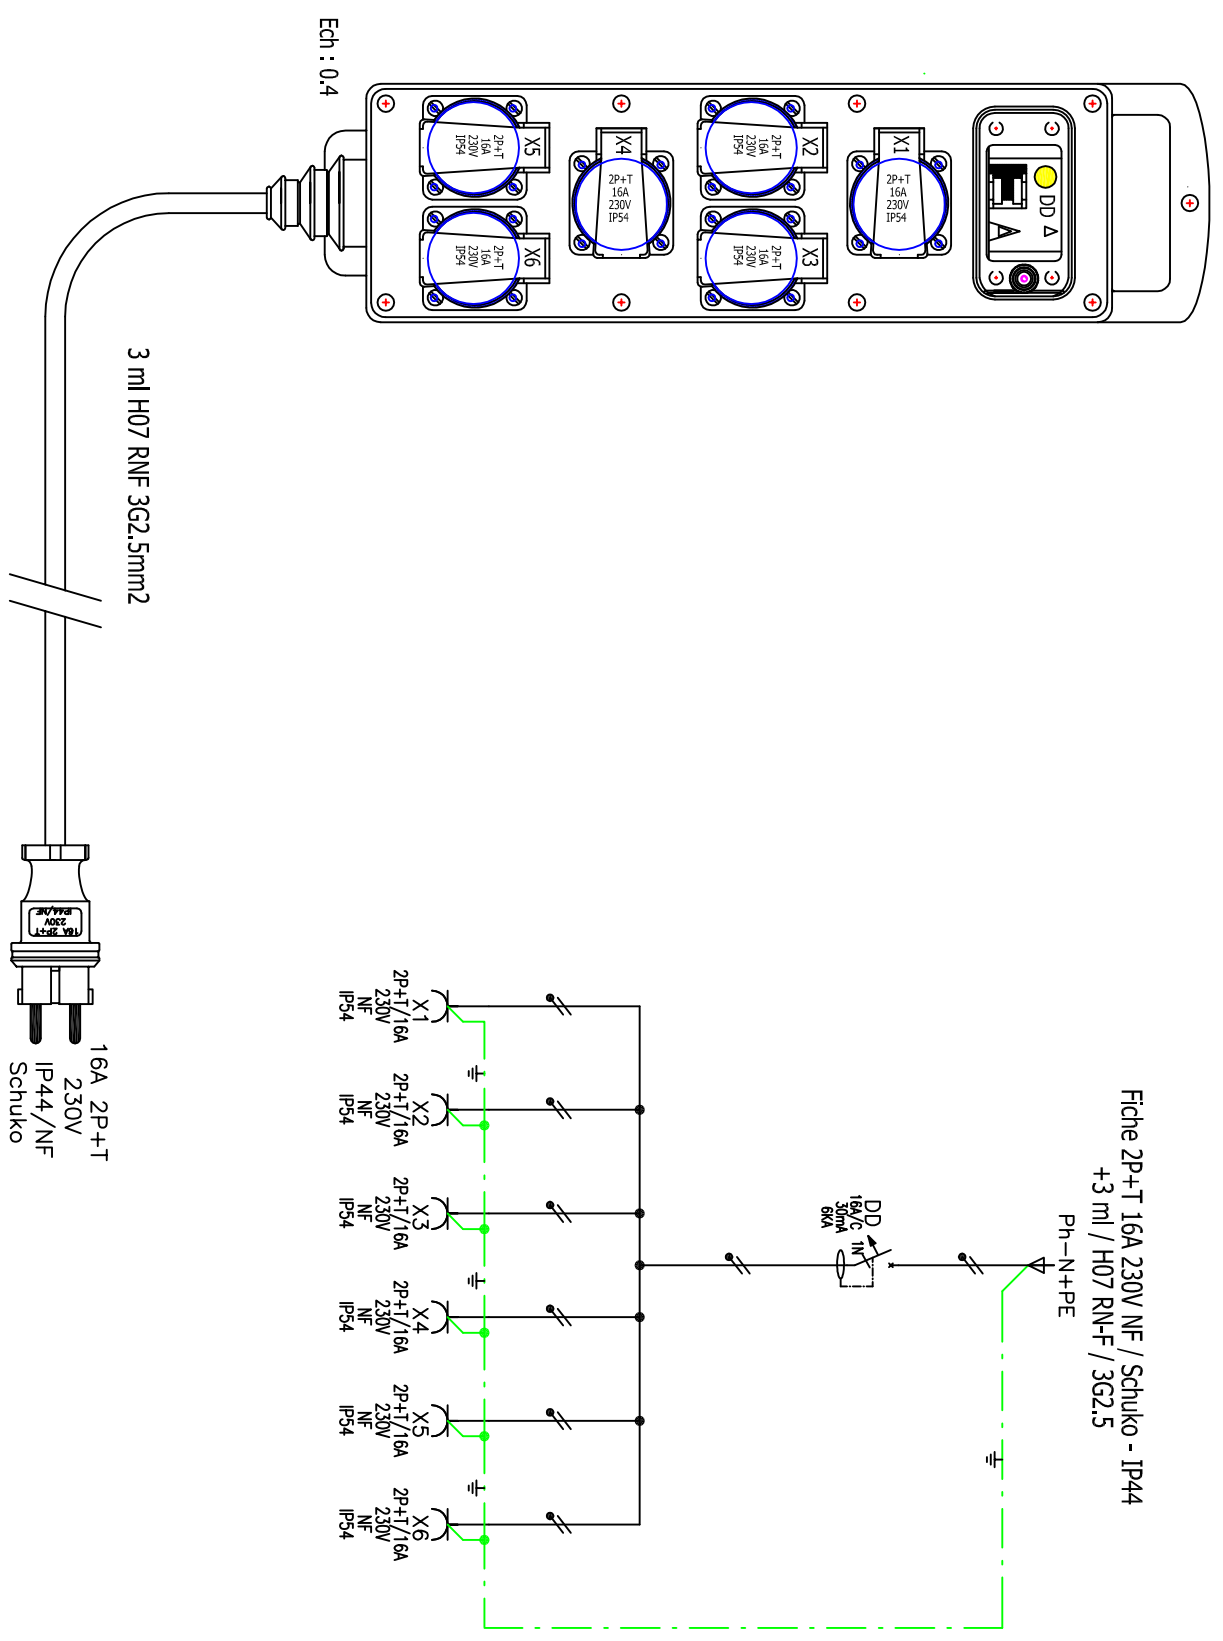 Ech : 0.4
X5
2P+T
16A
230V
IP54
X6
2P+T
16A
230V
IP54
X4
2P+T
16A
230V
IP54
X2
2P+T
16A
230V
IP54
X3
2P+T
16A
230V
IP54
X1
2P+T
16A
230V
IP54
DD Δ
A
3 ml H07 RNF 3G2.5mm2
16A 2P+T
230V
IP44/NF
16A 2P+T
230V
IP44/NF
Schuko
Fiche 2P+T 16A 230V NF / Schuko - IP44
+3 ml / H07 RN-F / 3G2.5
Ph-N+PE
DD
16A/C 1N
30mA
6KA
X1
2P+T/16A
230V
NF
IP54
X2
2P+T/16A
230V
NF
IP54
X3
2P+T/16A
230V
NF
IP54
X4
2P+T/16A
230V
NF
IP54
X5
2P+T/16A
230V
NF
IP54
X6
2P+T/16A
230V
NF
IP54